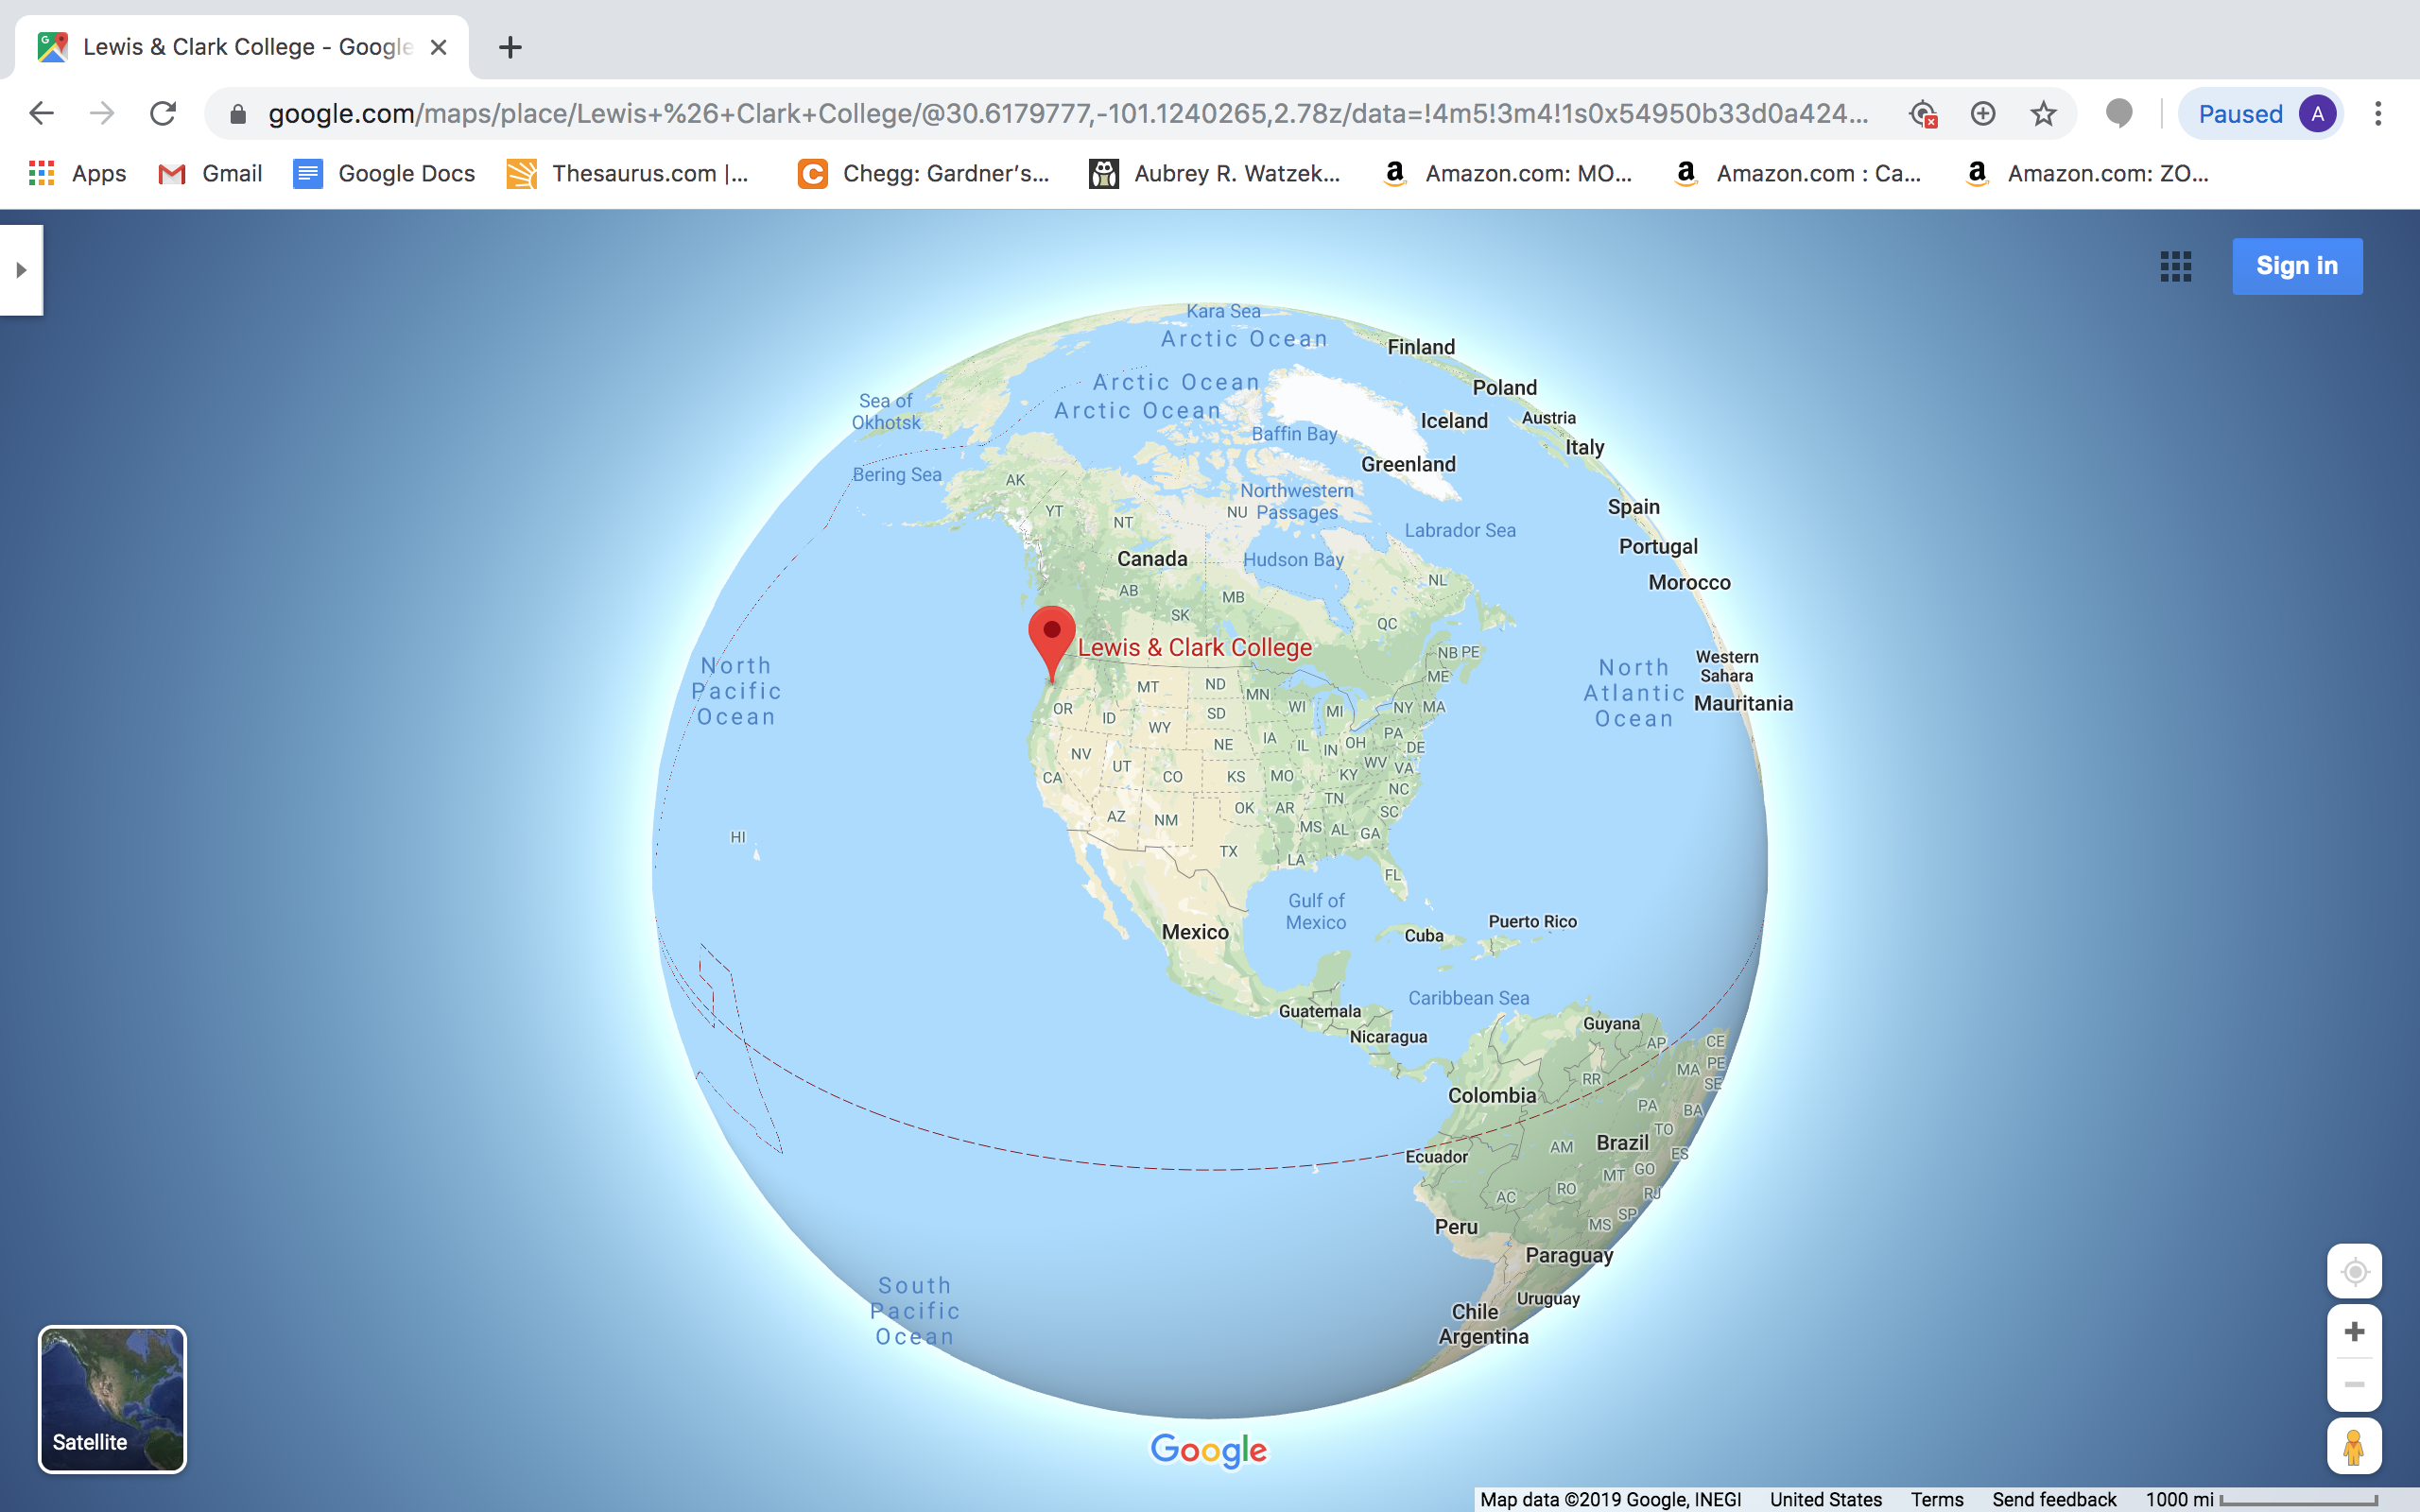 Lewis & Clark College - Google
google.com/maps/place/Lewis+%26+Clark+College/@30.6179777,-101.1240265,2.78z/data=!4m5!3m4!1s0x54950b33d0a424...
Paused A
Apps Gmail Google Docs Thesaurus.com |... C Chegg: Gardner's... Aubrey R. Watzek... a Amazon.com: MO... a Amazon.com : Ca... a Amazon.com: ZO...
Sign in
Kara Sea
Arctic Ocean
Finland
Arctic Ocean
Poland
Sea of
Okhotsk
Arctic Ocean
Iceland
Austria
Baffin Bay
Italy
Greenland
Bering Sea
AK
Northwestern
Passages
YT
NT
NU
Spain
Labrador Sea
Portugal
Canada
Hudson Bay
Morocco
AB
MB
NL
SK
QC
Lewis & Clark College
NB PE
North
Pacific
Ocean
North
Atlantic
Ocean
Western
Sahara
Mauritania
ME
MT
ND
MN
OR
ID
SD
WI
MI
NY
MA
WY
NE
IA
IL
IN
OH
PA
DE
NV
UT
CO
KS
MO
KY
WV
VA
CA
NC
AZ
NM
OK
AR
TN
SC
MS
AL
GA
HI
TX
LA
FL
Gulf of
Mexico
Mexico
Cuba
Puerto Rico
Caribbean Sea
Guatemala
Nicaragua
Guyana
AP
CE
PE
MA
SE
RR
Colombia
PA
BA
TO
Brazil
AM
ES
Ecuador
MT
GO
RO
RJ
AC
SP
MS
Peru
Paraguay
South
Pacific
Ocean
Uruguay
Chile
Argentina
Satellite
Google
Map data ©2019 Google, INEGI United States Terms Send feedback 1000 mi